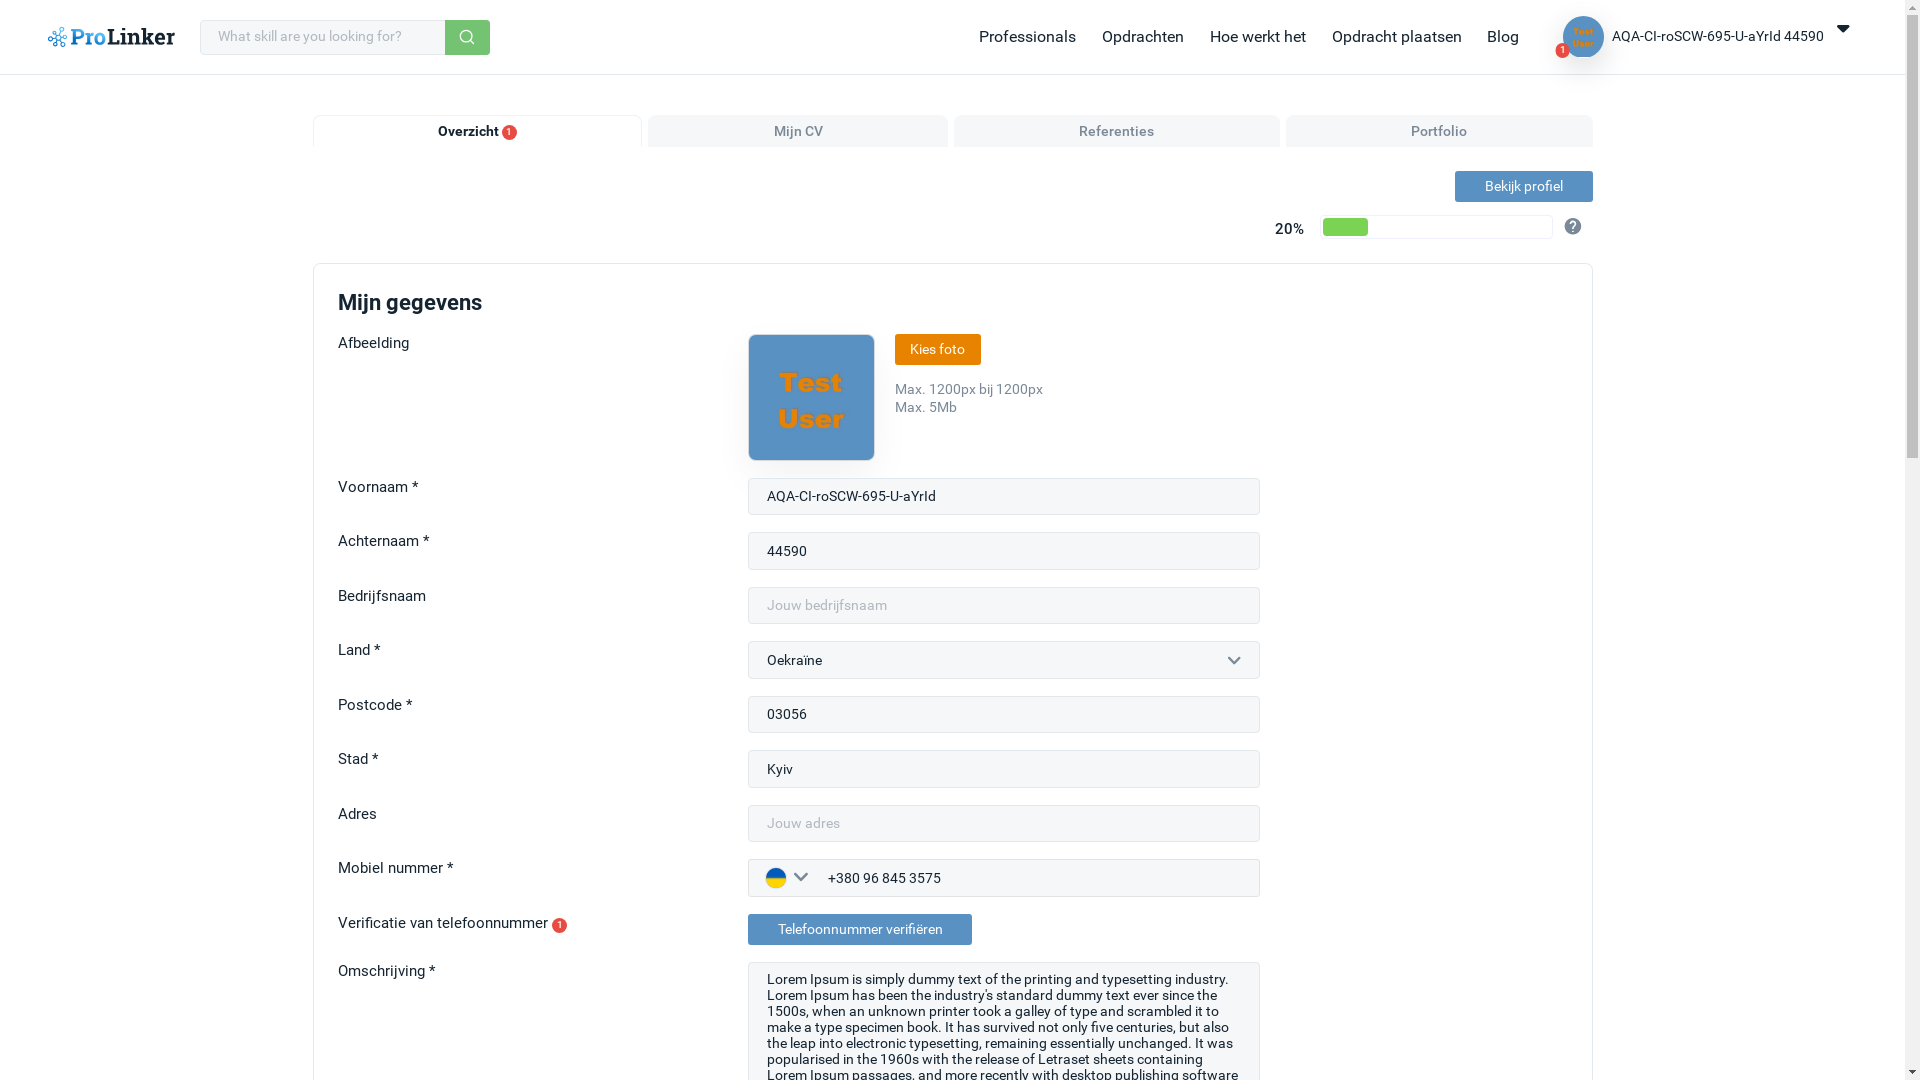 ProLinker
What skill are you looking for?
Professionals
Opdrachten
Hoe werkt het
Opdracht plaatsen
Blog
Test
User
1
AQA-CI-roSCW-695-U-aYrId 44590
Overzicht 1
Mijn CV
Referenties
Portfolio
Bekijk profiel
20%
?
Mijn gegevens
Afbeelding
Test
User
Kies foto
Max. 1200px bij 1200px
Max. 5Mb
Voornaam *
AQA-CI-roSCW-695-U-aYrId
Achternaam *
44590
Bedrijfsnaam
Jouw bedrijfsnaam
Land *
Oekraïne
Postcode *
03056
Stad *
Kyiv
Adres
Jouw adres
Mobiel nummer *
+380 96 845 3575
Verificatie van telefoonnummer 1
Telefoonnummer verifiëren
Omschrijving *
Lorem Ipsum is simply dummy text of the printing and typesetting industry.
Lorem Ipsum has been the industry's standard dummy text ever since the
1500s, when an unknown printer took a galley of type and scrambled it to
make a type specimen book. It has survived not only five centuries, but also
the leap into electronic typesetting, remaining essentially unchanged. It was
popularised in the 1960s with the release of Letraset sheets containing
Lorem Ipsum passages, and more recently with desktop publishing software